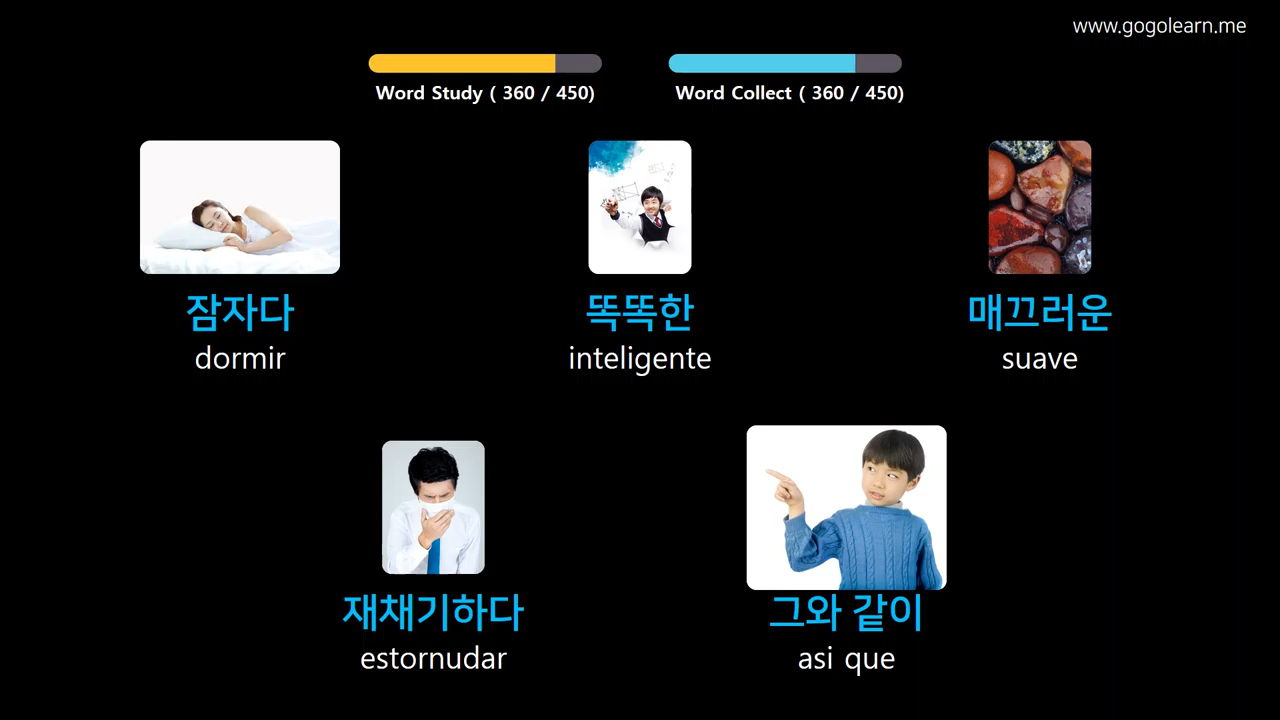 www.gogolearn.me
Word Study ( 360 / 450)
Word Collect ( 360 / 450)
잠자다
dormir
똑똑한
inteligente
매끄러운
suave
재채기하다
estornudar
그와 같이
asi que